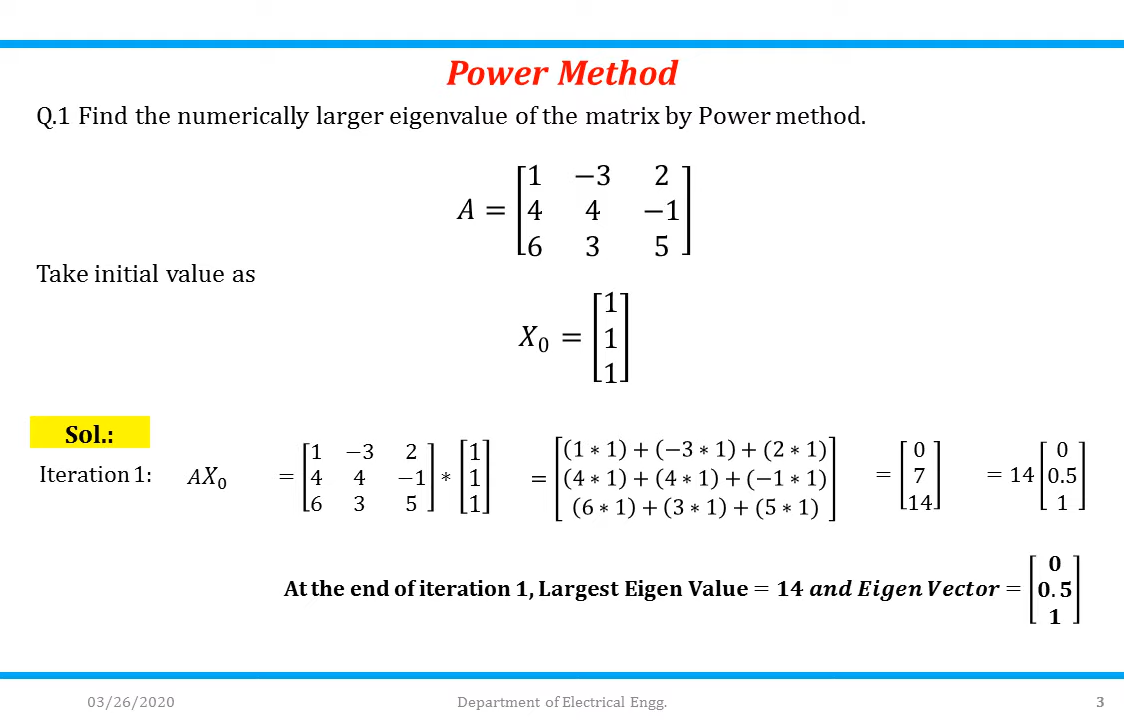 Power Method
Q.1 Find the numerically larger eigenvalue of the matrix by Power method.
A = [1 −3 2
4 4 −1
6 3 5]
Take initial value as
X₀ = [1
1
1]
Sol.:
Iteration 1: AX₀ = [1 −3 2; 4 4 −1; 6 3 5] ∗ [1; 1; 1] = [(1 ∗ 1) + (−3 ∗ 1) + (2 ∗ 1); (4 ∗ 1) + (4 ∗ 1) + (−1 ∗ 1); (6 ∗ 1) + (3 ∗ 1) + (5 ∗ 1)] = [0; 7; 14] = 14 [0; 0.5; 1]
At the end of iteration 1, Largest Eigen Value = 14 and Eigen Vector = [0; 0.5; 1]
03/26/2020 Department of Electrical Engg. 3